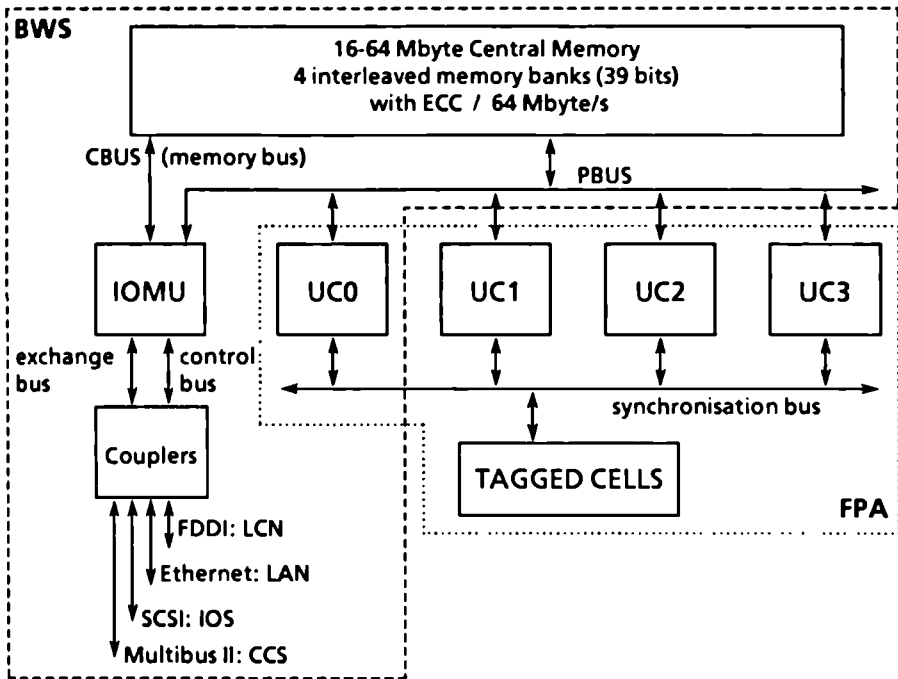 BWS
16-64 Mbyte Central Memory
4 interleaved memory banks (39 bits)
with ECC / 64 Mbyte/s
CBUS (memory bus)
PBUS
IOMU
UC0
UC1
UC2
UC3
exchange bus
control bus
synchronisation bus
Couplers
TAGGED CELLS
FPA
FDDI: LCN
Ethernet: LAN
SCSI: IOS
Multibus II: CCS